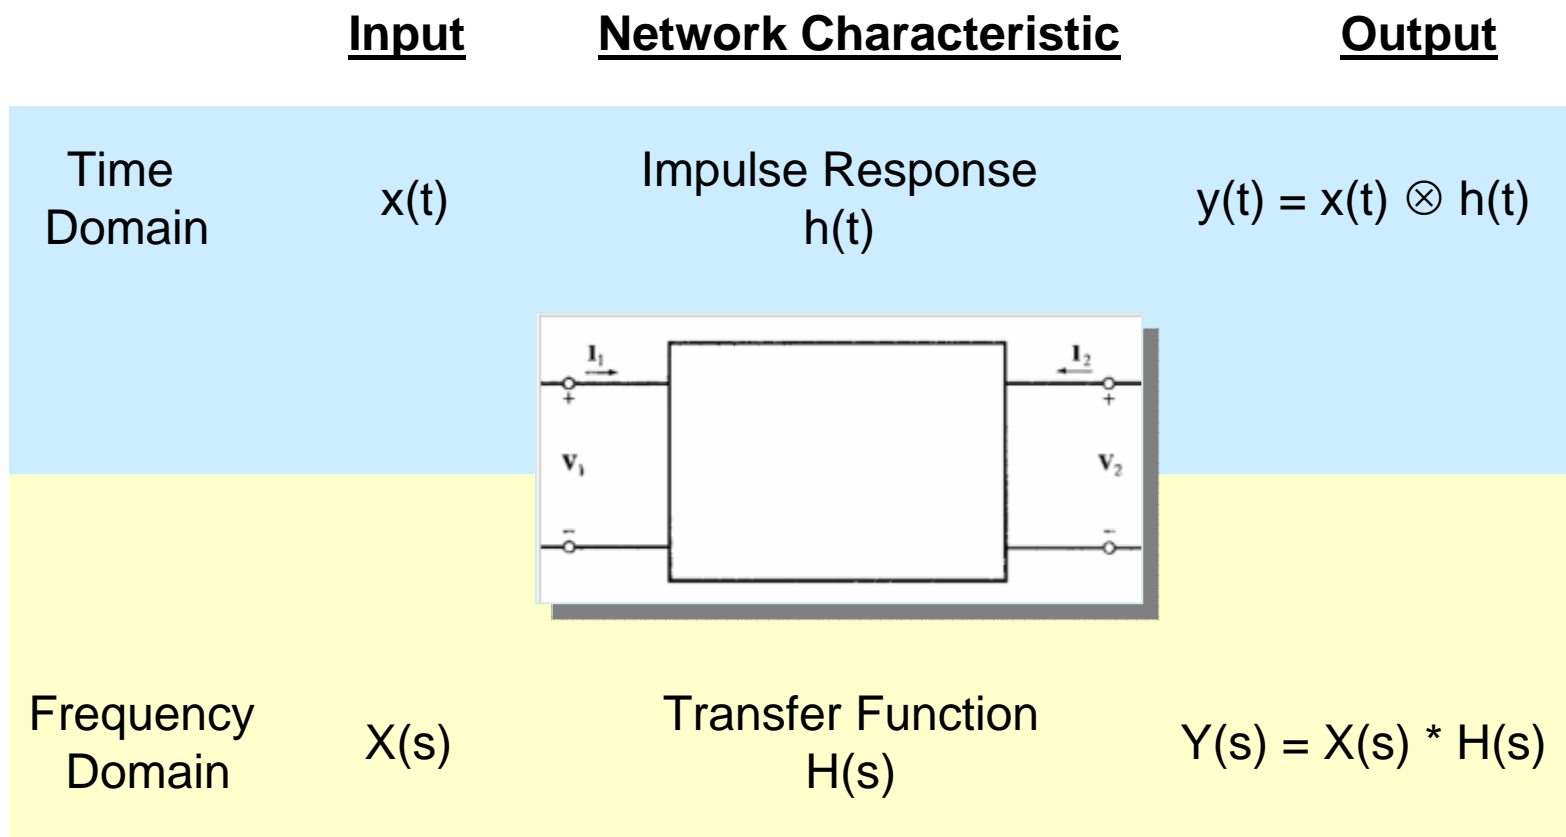 Input Network Characteristic Output
Time
Domain
x(t)
Impulse Response
h(t)
y(t) = x(t) ⊗ h(t)
I₁ I₂
+ +
V₁ V₂
- -
Frequency
Domain
X(s)
Transfer Function
H(s)
Y(s) = X(s) * H(s)